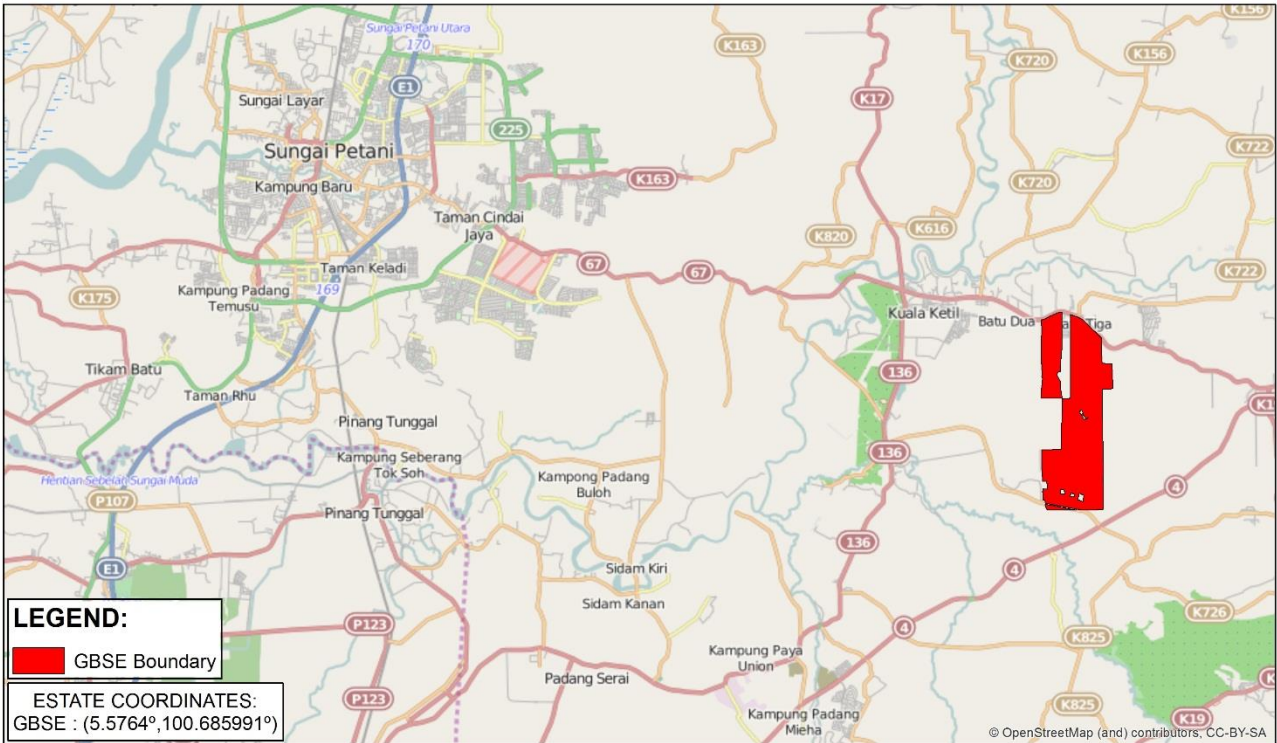 Sungai Petani Utara
170
K163
K156
K156
K720
E1
K17
Sungai Layar
225
K722
Sungai Petani
K163
K720
Kampung Baru
Taman Cindai
Jaya
K820
K616
67
67
K722
Taman Keladi
K175
Kampung Padang
Temusu
169
Kuala Ketil
Batu Dua
Tiga
136
Tikam Batu
Taman Rhu
Pinang Tunggal
136
Kampung Seberang
Tok Soh
Hentian Sebelah Sungai Muda
Kampong Padang
Buloh
4
P107
Pinang Tunggal
136
E1
Sidam Kiri
4
Sidam Kanan
K726
LEGEND:
GBSE Boundary
P123
4
K825
Kampung Paya
Union
Padang Serai
ESTATE COORDINATES:
GBSE : (5.5764º,100.685991º)
P123
K825
K19
Kampung Padang
Mieha
© OpenStreetMap (and) contributors, CC-BY-SA